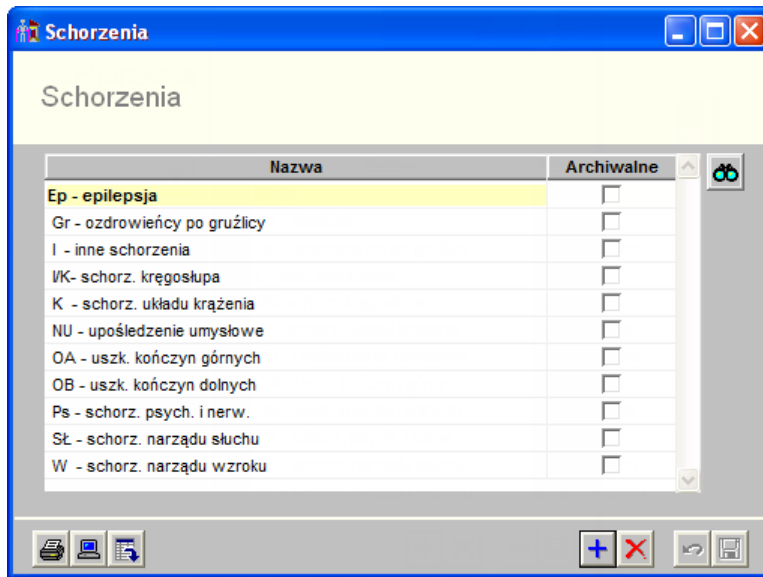 Schorzenia
Schorzenia
Nazwa Archiwalne
Ep - epilepsja
Gr - ozdrowieńcy po gruźlicy
I - inne schorzenia
I/K- schorz. kręgosłupa
K - schorz. układu krążenia
NU - upośledzenie umysłowe
OA - uszk. kończyn górnych
OB - uszk. kończyn dolnych
Ps - schorz. psych. i nerw.
SŁ - schorz. narządu słuchu
W - schorz. narządu wzroku